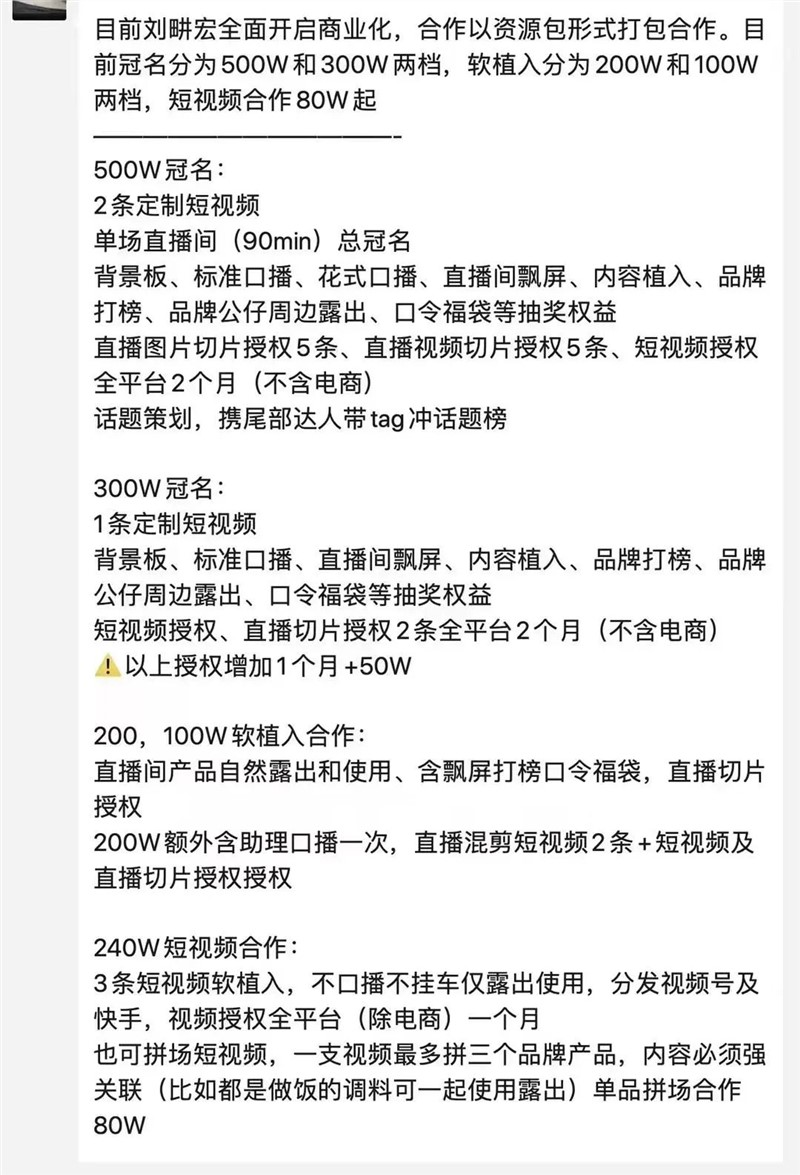 目前刘畊宏全面开启商业化，合作以资源包形式打包合作。目
前冠名分为500W和300W两档，软植入分为200W和100W
两档，短视频合作80W起
————————————-
500W冠名：
2条定制短视频
单场直播间（90min）总冠名
背景板、标准口播、花式口播、直播间飘屏、内容植入、品牌
打榜、品牌公仔周边露出、口令福袋等抽奖权益
直播图片切片授权5条、直播视频切片授权5条、短视频授权
全平台2个月（不含电商）
话题策划，携尾部达人带tag冲话题榜
300W冠名：
1条定制短视频
背景板、标准口播、直播间飘屏、内容植入、品牌打榜、品牌
公仔周边露出、口令福袋等抽奖权益
短视频授权、直播切片授权2条全平台2个月（不含电商）
⚠️以上授权增加1个月+50W
200，100W软植入合作：
直播间产品自然露出和使用、含飘屏打榜口令福袋，直播切片
授权
200W额外含助理口播一次，直播混剪短视频2条+短视频及
直播切片授权授权
240W短视频合作：
3条短视频软植入，不口播不挂车仅露出使用，分发视频号及
快手，视频授权全平台（除电商）一个月
也可拼场短视频，一支视频最多拼三个品牌产品，内容必须强
关联（比如都是做饭的调料可一起使用露出）单品拼场合作
80W